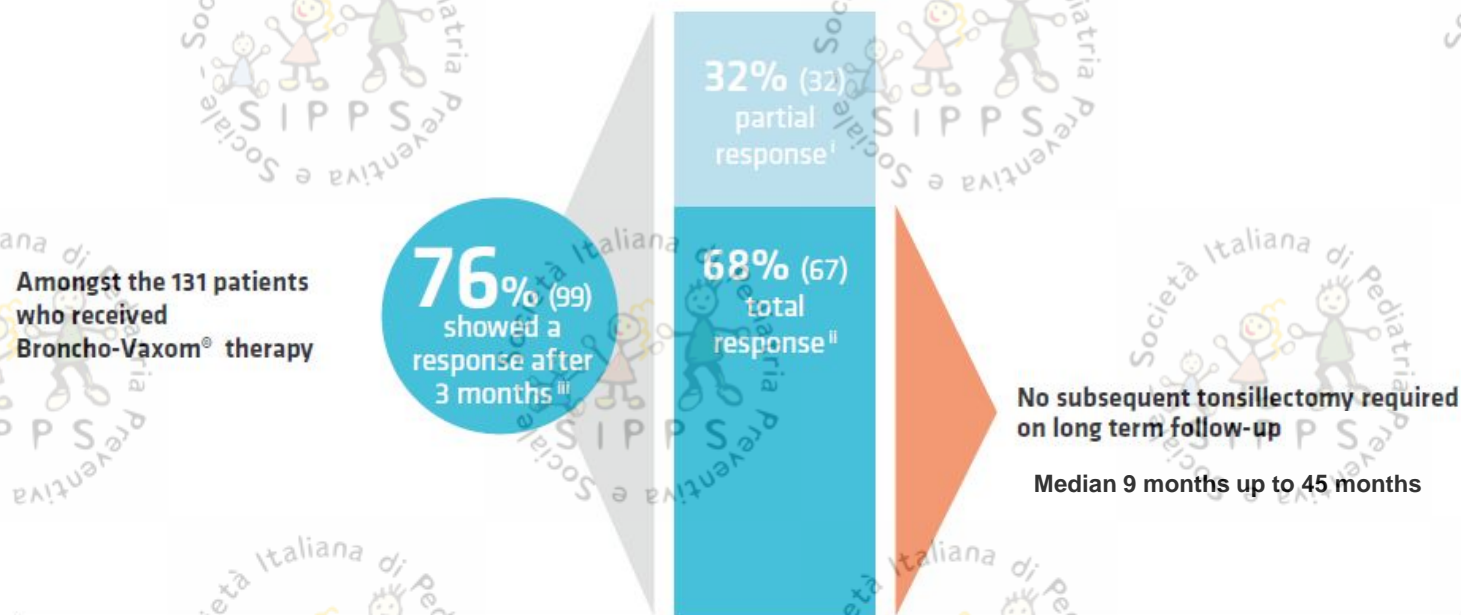 Amongst the 131 patients
who received
Broncho-Vaxom® therapy
76% (99)
showed a
response after
3 months iii
32% (32)
partial
response i
68% (67)
total
response ii
No subsequent tonsillectomy required
on long term follow-up
Median 9 months up to 45 months
Società Italiana di Pediatria Preventiva e Sociale
SIPPS